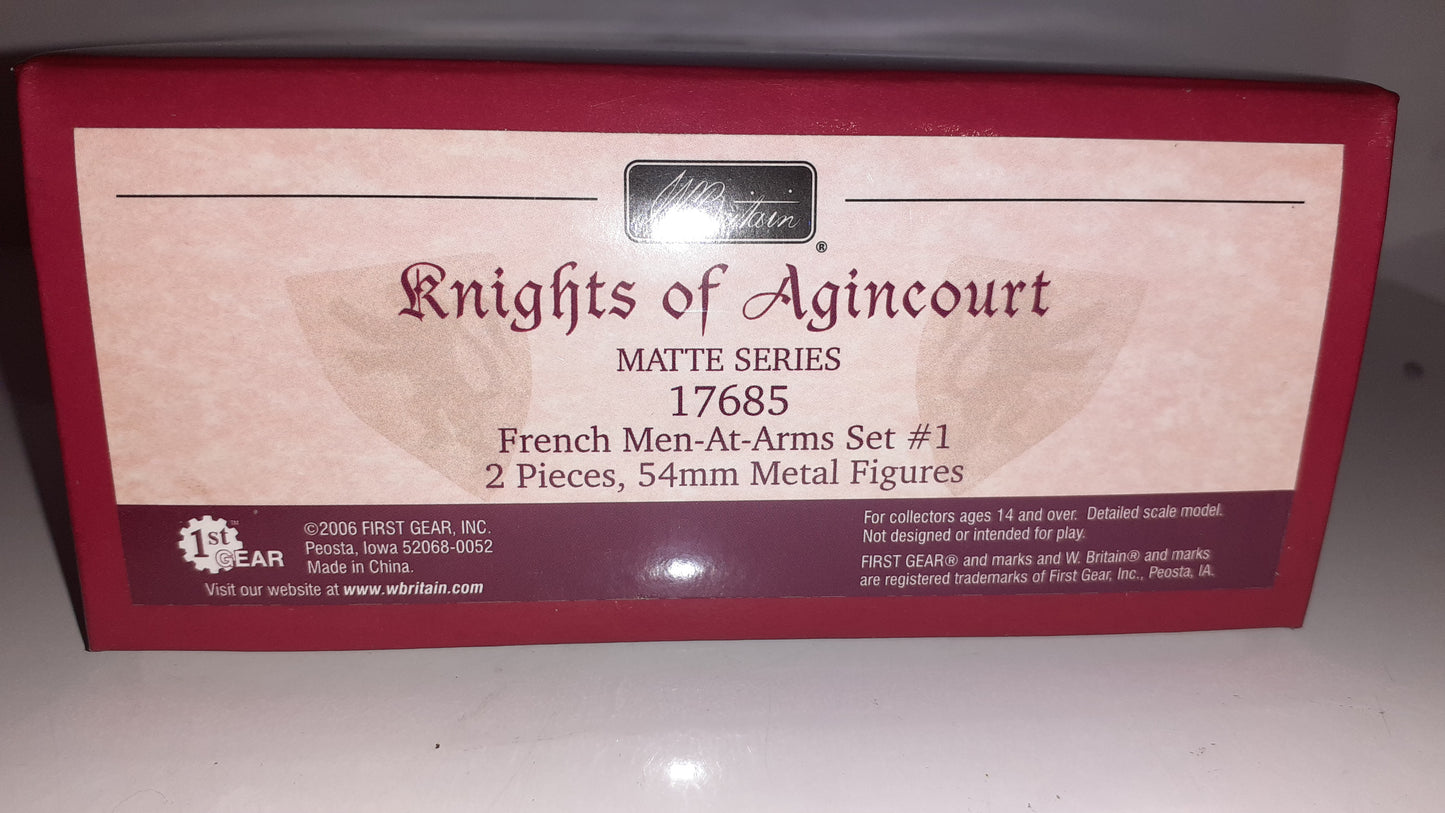 W Britain®
Knights of Agincourt
MATTE SERIES
17685
French Men-At-Arms Set #1
2 Pieces, 54mm Metal Figures
1st GEAR™
©2006 FIRST GEAR, INC.
Peosta, Iowa 52068-0052
Made in China.
Visit our website at www.wbritain.com
For collectors ages 14 and over. Detailed scale model.
Not designed or intended for play.
FIRST GEAR® and marks and W. Britain® and marks
are registered trademarks of First Gear, Inc., Peosta, IA.